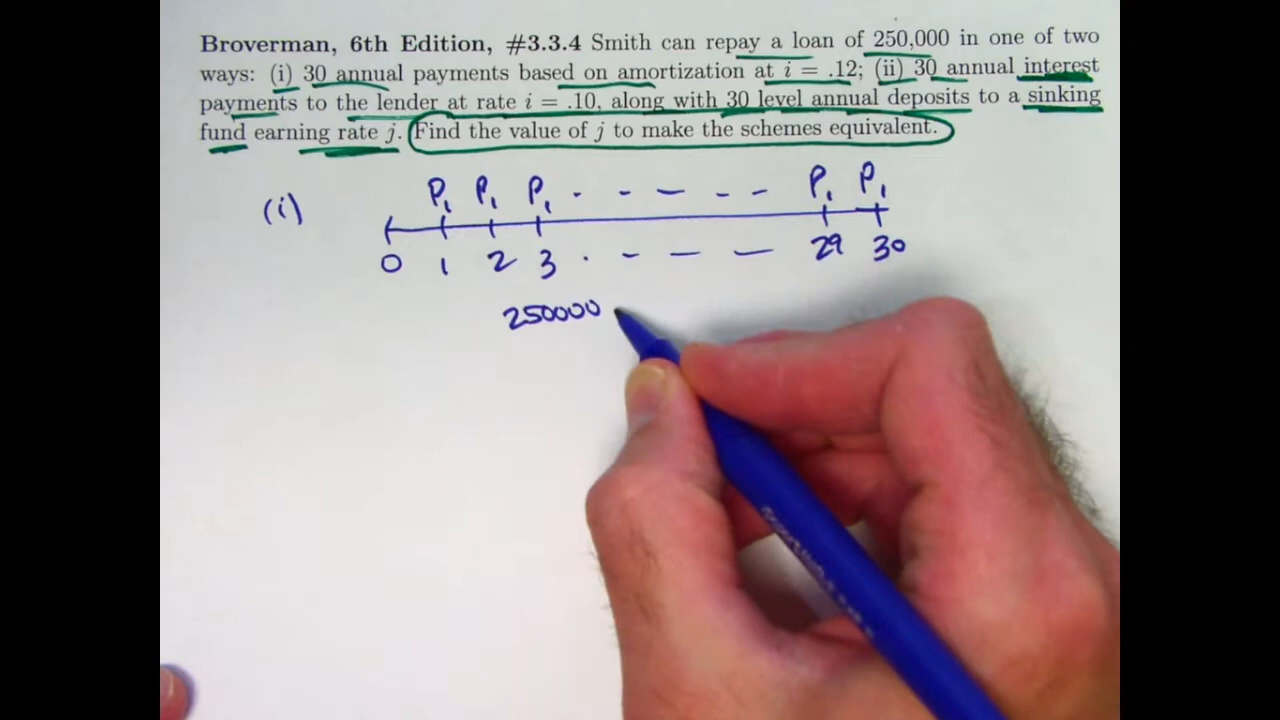 Broverman, 6th Edition, #3.3.4 Smith can repay a loan of 250,000 in one of two
ways: (i) 30 annual payments based on amortization at i = .12; (ii) 30 annual interest
payments to the lender at rate i = .10, along with 30 level annual deposits to a sinking
fund earning rate j. Find the value of j to make the schemes equivalent.
(i) P₁ P₁ P₁ · - - - - - P₁ P₁
0 1 2 3 · - - - 29 30
250000